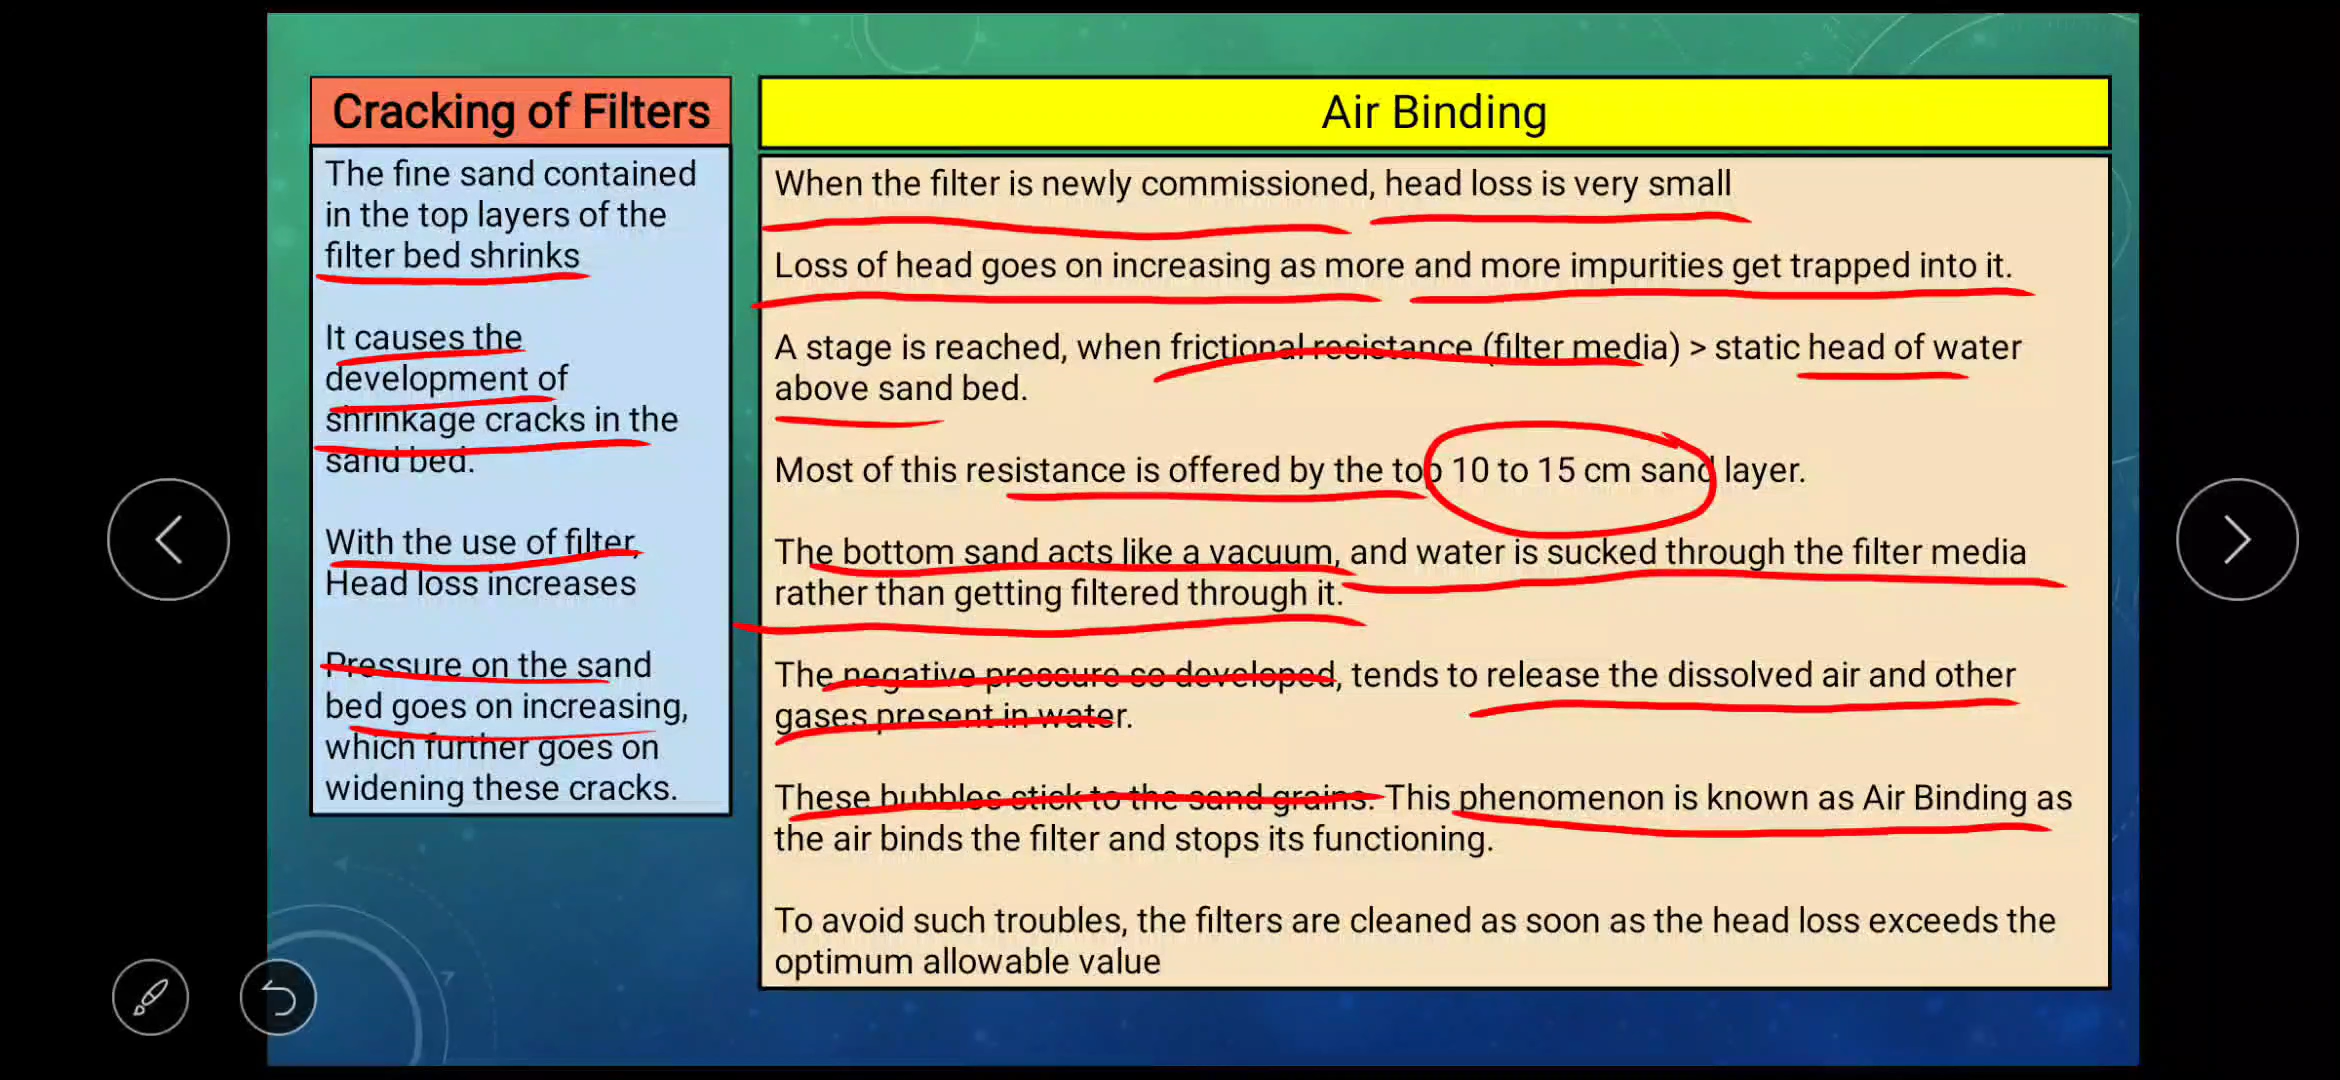 Cracking of Filters
The fine sand contained
in the top layers of the
filter bed shrinks
It causes the
development of
shrinkage cracks in the
sand bed.
With the use of filter,
Head loss increases
Pressure on the sand
bed goes on increasing,
which further goes on
widening these cracks.
Air Binding
When the filter is newly commissioned, head loss is very small
Loss of head goes on increasing as more and more impurities get trapped into it.
A stage is reached, when frictional resistance (filter media) > static head of water
above sand bed.
Most of this resistance is offered by the top 10 to 15 cm sand layer.
The bottom sand acts like a vacuum, and water is sucked through the filter media
rather than getting filtered through it.
The negative pressure so developed, tends to release the dissolved air and other
gases present in water.
These bubbles stick to the sand grains. This phenomenon is known as Air Binding as
the air binds the filter and stops its functioning.
To avoid such troubles, the filters are cleaned as soon as the head loss exceeds the
optimum allowable value